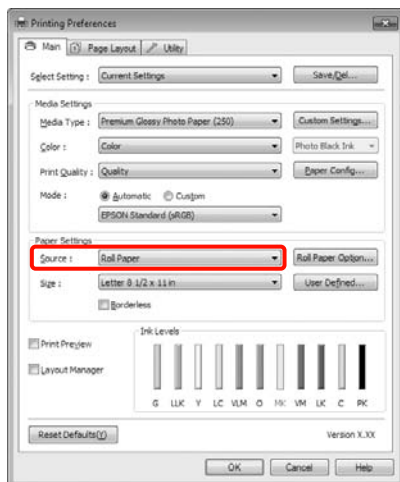 Printing Preferences
Main Page Layout Utility
Select Setting : Current Settings Save/Del...
Media Settings
Media Type : Premium Glossy Photo Paper (250) Custom Settings...
Color : Color Photo Black Ink
Print Quality : Quality Paper Config...
Mode : Automatic Custom
EPSON Standard (sRGB)
Paper Settings
Source : Roll Paper Roll Paper Option...
Size : Letter 8 1/2 x 11 in User Defined...
Borderless
Ink Levels
Print Preview
Layout Manager
G LLK Y LC VLM O MK VM LK C PK
Reset Defaults(Y) Version X.XX
OK Cancel Help